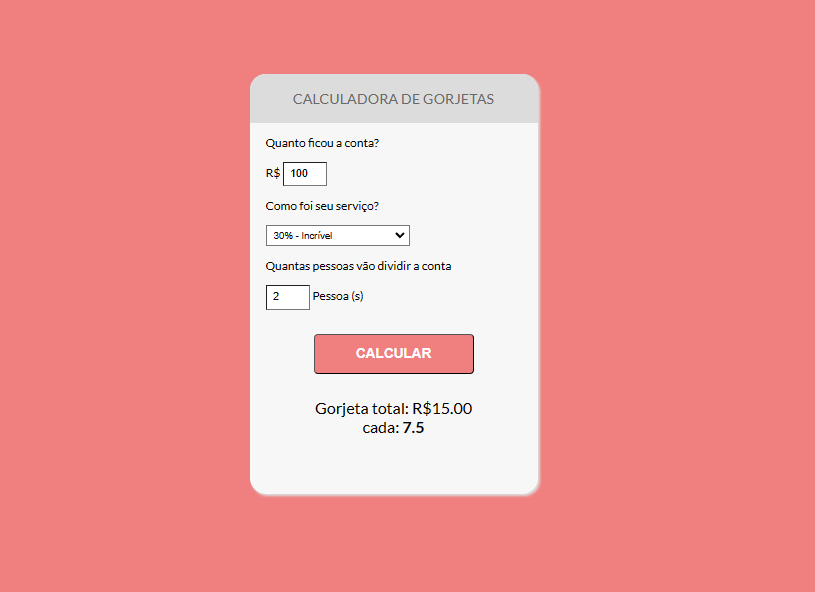 CALCULADORA DE GORJETAS
Quanto ficou a conta?
R$ 100
Como foi seu serviço?
30% - Incrível
Quantas pessoas vão dividir a conta
2 Pessoa (s)
CALCULAR
Gorjeta total: R$15.00
cada: 7.5